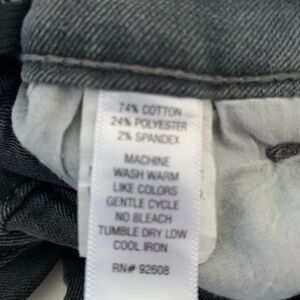 74% COTTON
24% POLYESTER
2% SPANDEX
MACHINE
WASH WARM
LIKE COLORS
GENTLE CYCLE
NO BLEACH
TUMBLE DRY LOW
COOL IRON
RN# 92608